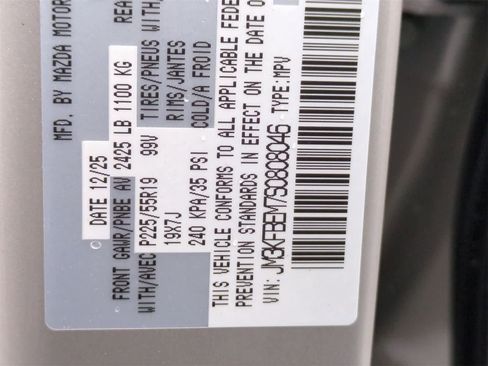 MFD. BY MAZDA MOTOR
DATE 12/25
FRONT GAWR/PNBE AV 2425 LB 1100 KG
WITH/AVEC P225/55R19 99V TIRES/PNEUS WITH/
19X7J RIMS/JANTES
240 KPA/35 PSI COLD/A FROID
THIS VEHICLE CONFORMS TO ALL APPLICABLE FEDE
PREVENTION STANDARDS IN EFFECT ON THE DATE O
VIN: JM3KFBEM7S0808046 TYPE:MPV